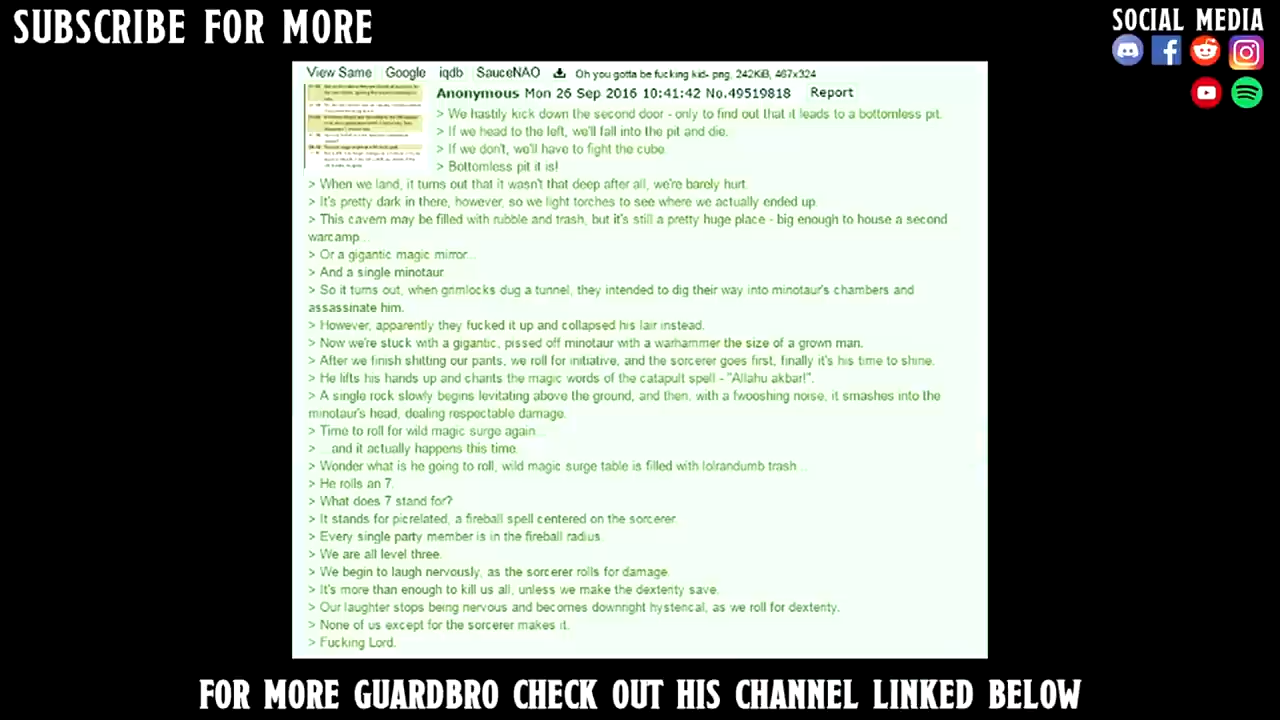 SUBSCRIBE FOR MORE
SOCIAL MEDIA
View Same Google iqdb SauceNAO Oh you gotta be fucking kid- png, 242KiB, 467x324
Anonymous Mon 26 Sep 2016 10:41:42 No.49519818 Report
> We hastily kick down the second door - only to find out that it leads to a bottomless pit.
> If we head to the left, we'll fall into the pit and die.
> If we don't, we'll have to fight the cube.
> Bottomless pit it is!
> When we land, it turns out that it wasn't that deep after all, we're barely hurt.
> It's pretty dark in there, however, so we light torches to see where we actually ended up.
> This cavern may be filled with rubble and trash, but it's still a pretty huge place - big enough to house a second
warcamp...
> Or a gigantic magic mirror...
> And a single minotaur
> So it turns out, when grimlocks dug a tunnel, they intended to dig their way into minotaur's chambers and
assassinate him.
> However, apparently they fucked it up and collapsed his lair instead.
> Now we're stuck with a gigantic, pissed off minotaur with a warhammer the size of a grown man.
> After we finish shitting our pants, we roll for initiative, and the sorcerer goes first, finally it's his time to shine.
> He lifts his hands up and chants the magic words of the catapult spell - "Allahu akbar!".
> A single rock slowly begins levitating above the ground, and then, with a fwooshing noise, it smashes into the
minotaur's head, dealing respectable damage.
> Time to roll for wild magic surge again...
> ...and it actually happens this time.
> Wonder what is he going to roll, wild magic surge table is filled with lolrandumb trash...
> He rolls an 7.
> What does 7 stand for?
> It stands for picrelated, a fireball spell centered on the sorcerer.
> Every single party member is in the fireball radius.
> We are all level three.
> We begin to laugh nervously, as the sorcerer rolls for damage.
> It's more than enough to kill us all, unless we make the dexterity save.
> Our laughter stops being nervous and becomes downright hysterical, as we roll for dexterity.
> None of us except for the sorcerer makes it.
> Fucking Lord.
FOR MORE GUARDBRO CHECK OUT HIS CHANNEL LINKED BELOW